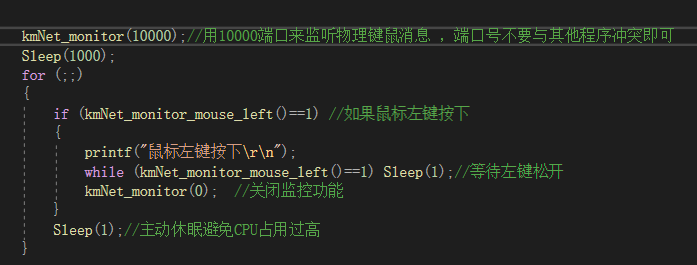 kmNet_monitor(10000);//用10000端口来监听物理键鼠消息 ，端口号不要与其他程序冲突即可
Sleep(1000);
for (;;)
{
if (kmNet_monitor_mouse_left()==1) //如果鼠标左键按下
{
printf("鼠标左键按下\r\n");
while (kmNet_monitor_mouse_left()==1) Sleep(1);//等待左键松开
kmNet_monitor(0); //关闭监控功能
}
Sleep(1);//主动休眠避免CPU占用过高
}